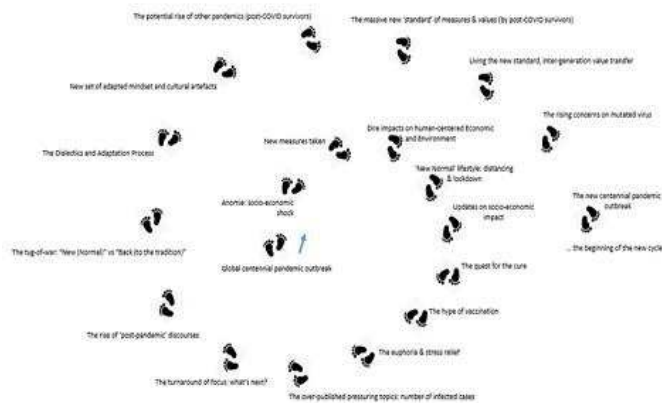 The potential rise of other pandemics (post-COVID survivors)
The massive new 'standard' of measures & values (by post-COVID survivors)
Living the new standard, inter-generation value transfer
New set of adapted mindset and cultural artefacts
The rising concerns on mutated virus
New measures taken
Dire impacts on human-centered Economic
and Environment
The Dialectics and Adaptation Process
'New Normal' lifestyle: distancing
& lockdown
Anomie: socio-economic
shock
Updates on socio-economic
impact
The new centennial pandemic
outbreak
... the beginning of the new cycle
The tug-of-war: "New (Normal)" vs "Back (to the tradition)"
Global centennial pandemic outbreak
The quest for the cure
The hype of vaccination
The rise of 'post-pandemic' discourses
The euphoria & stress relief
The turnaround of focus: what's next?
The over-published pressuring topics: number of infected cases